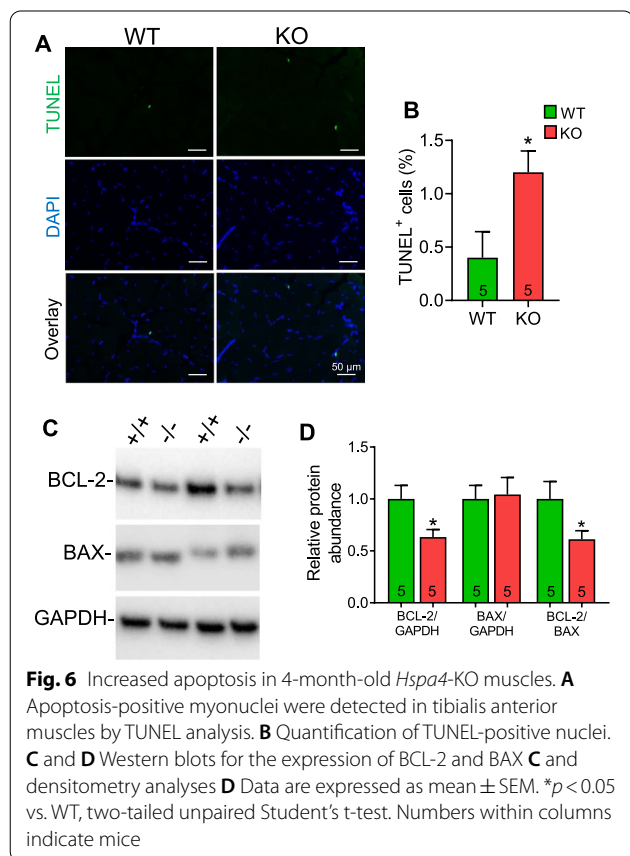 A
WT
KO
TUNEL
DAPI
Overlay
50 μm
B
WT
KO
TUNEL+ cells (%)
1.5
1.0
0.5
0.0
*
5
5
WT
KO
C
+/+
-/-
+/+
-/-
BCL-2-
BAX-
GAPDH-
D
Relative protein
abundance
1.5
1.0
0.5
0.0
*
*
5
5
5
5
5
5
BCL-2/
GAPDH
BAX/
GAPDH
BCL-2/
BAX
Fig. 6 Increased apoptosis in 4-month-old Hspa4-KO muscles. A
Apoptosis-positive myonuclei were detected in tibialis anterior
muscles by TUNEL analysis. B Quantification of TUNEL-positive nuclei.
C and D Western blots for the expression of BCL-2 and BAX C and
densitometry analyses D Data are expressed as mean ± SEM. *p < 0.05
vs. WT, two-tailed unpaired Student's t-test. Numbers within columns
indicate mice